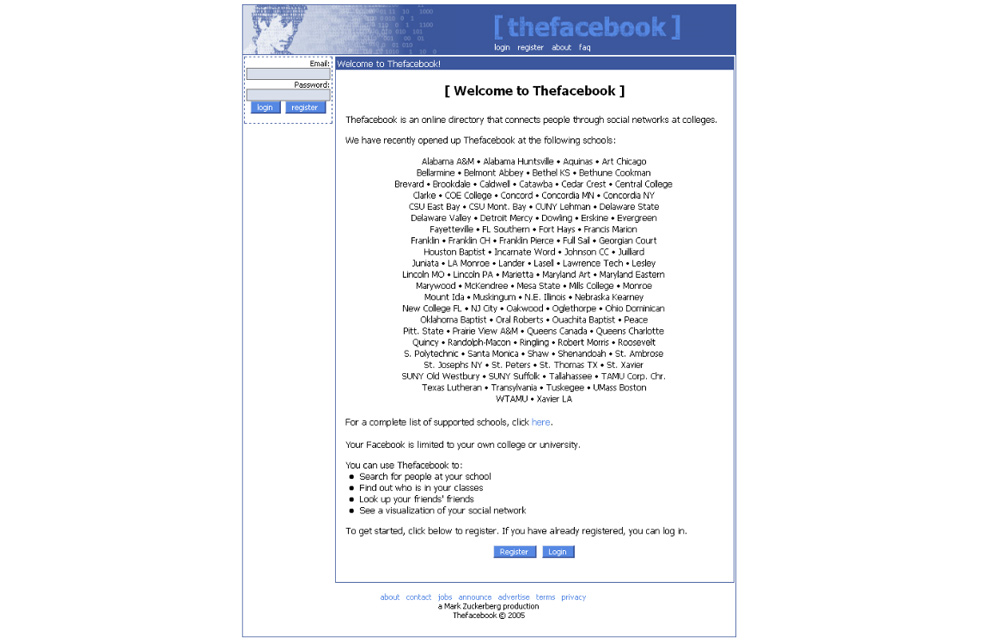 [ thefacebook ]
login register about faq
Email:
Password:
login register
Welcome to Thefacebook!
[ Welcome to Thefacebook ]
Thefacebook is an online directory that connects people through social networks at colleges.
We have recently opened up Thefacebook at the following schools:
Alabama A&M • Alabama Huntsville • Aquinas • Art Chicago
Bellarmine • Belmont Abbey • Bethel KS • Bethune Cookman
Brevard • Brookdale • Caldwell • Catawba • Cedar Crest • Central College
Clarke • COE College • Concord • Concordia MN • Concordia NY
CSU East Bay • CSU Mont. Bay • CUNY Lehman • Delaware State
Delaware Valley • Detroit Mercy • Dowling • Erskine • Evergreen
Fayetteville • FL Southern • Fort Hays • Francis Marion
Franklin • Franklin CH • Franklin Pierce • Full Sail • Georgian Court
Houston Baptist • Incarnate Word • Johnson CC • Juilliard
Juniata • LA Monroe • Lander • Lasell • Lawrence Tech • Lesley
Lincoln MO • Lincoln PA • Marietta • Maryland Art • Maryland Eastern
Marywood • McKendree • Mesa State • Mills College • Monroe
Mount Ida • Muskingum • N.E. Illinois • Nebraska Kearney
New College FL • NJ City • Oakwood • Oglethorpe • Ohio Dominican
Oklahoma Baptist • Oral Roberts • Ouachita Baptist • Peace
Pitt. State • Prairie View A&M • Queens Canada • Queens Charlotte
Quincy • Randolph-Macon • Ringling • Robert Morris • Roosevelt
S. Polytechnic • Santa Monica • Shaw • Shenandoah • St. Ambrose
St. Josephs NY • St. Peters • St. Thomas TX • St. Xavier
SUNY Old Westbury • SUNY Suffolk • Tallahassee • TAMU Corp. Chr.
Texas Lutheran • Transylvania • Tuskegee • UMass Boston
WTAMU • Xavier LA
For a complete list of supported schools, click here.
Your Facebook is limited to your own college or university.
You can use Thefacebook to:
• Search for people at your school
• Find out who is in your classes
• Look up your friends' friends
• See a visualization of your social network
To get started, click below to register. If you have already registered, you can log in.
Register Login
about contact jobs announce advertise terms privacy
a Mark Zuckerberg production
Thefacebook © 2005